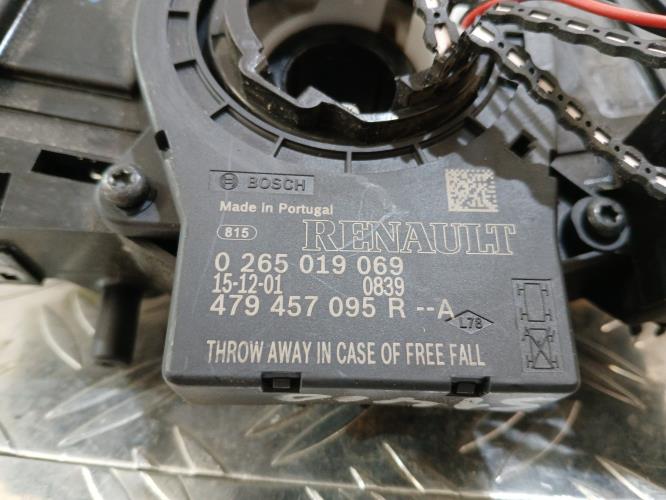 BOSCH
Made in Portugal
815 RENAULT
0 265 019 069
15-12-01 0839
479 457 095 R --A
L78
THROW AWAY IN CASE OF FREE FALL